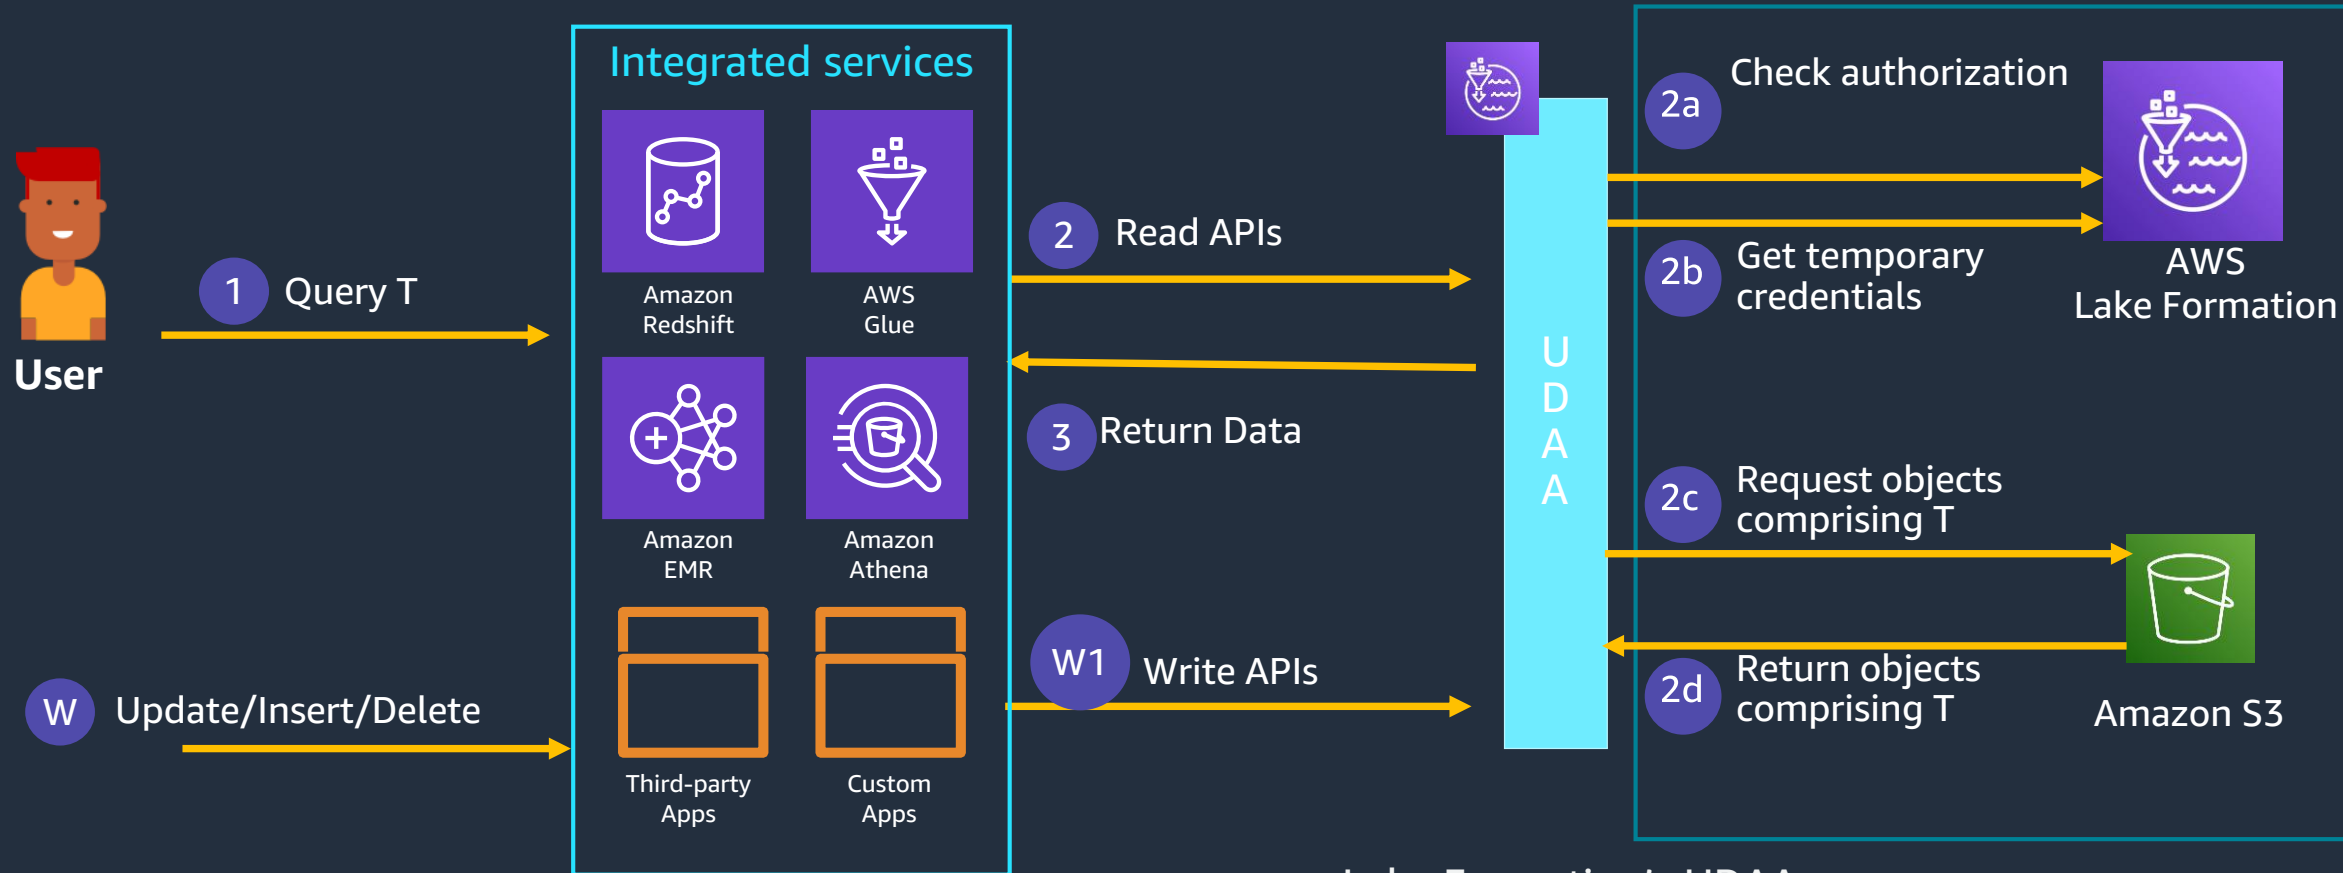 Integrated services
Check authorization
2a
Amazon
Redshift
AWS
Glue
2
Read APIs
2b
Get temporary
credentials
AWS
Lake Formation
1
Query T
User
3
Return Data
U
D
A
A
Amazon
EMR
Amazon
Athena
2c
Request objects
comprising T
W1
Write APIs
2d
Return objects
comprising T
Amazon S3
W
Update/Insert/Delete
Third-party
Apps
Custom
Apps